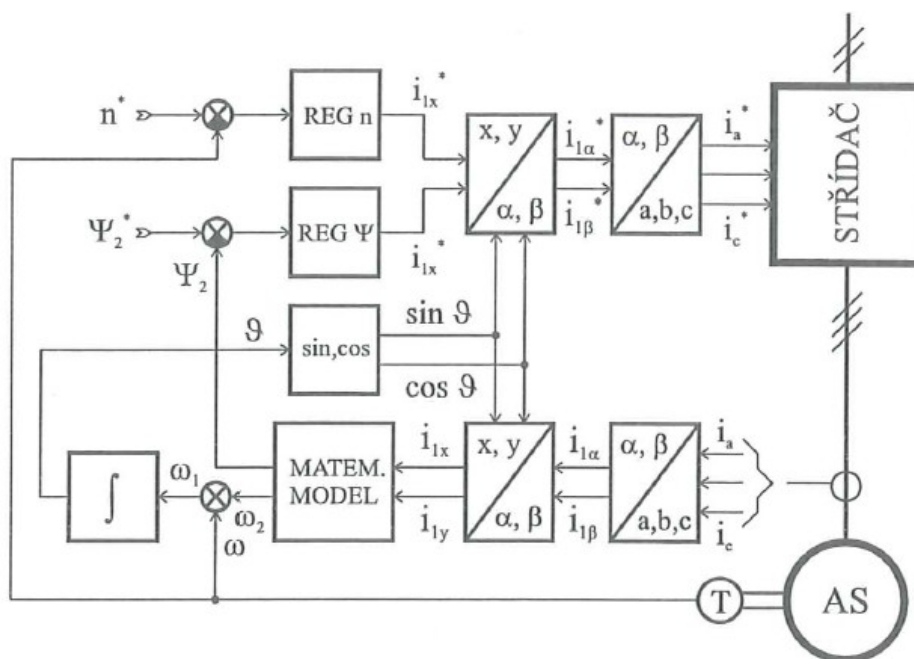 n*
REG n
i1x*
x, y
α, β
i1α*
i1β*
α, β
a,b,c
ia*
ic*
STŘÍDAČ
Ψ2*
REG Ψ
i1x*
Ψ2
ϑ
sin,cos
sin ϑ
cos ϑ
∫
ω1
ω2
ω
MATEM.
MODEL
i1x
i1y
x, y
α, β
i1α
i1β
α, β
a,b,c
ia
ic
T
AS